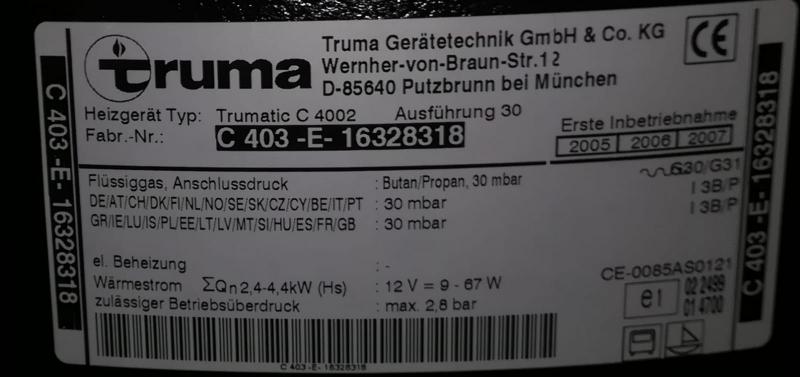 truma
Truma Gerätetechnik GmbH & Co. KG
Wernher-von-Braun-Str.12
D-85640 Putzbrunn bei München
CE
Heizgerät Typ: Trumatic C 4002 Ausführung 30
Fabr.-Nr.: C 403 -E- 16328318
Erste Inbetriebnahme
2005 2006 2007
Flüssiggas, Anschlussdruck : Butan/Propan, 30 mbar G30/G31
DE/AT/CH/DK/FI/NL/NO/SE/SK/CZ/CY/BE/IT/PT : 30 mbar I 3B/P
GR/IE/LU/IS/PL/EE/LT/LV/MT/SI/HU/ES/FR/GB : 30 mbar I 3B/P
el. Beheizung : -
Wärmestrom ΣQn 2,4-4,4kW (Hs) : 12 V = 9 - 67 W
zulässiger Betriebsüberdruck : max. 2,8 bar
CE-0085AS0121
e1 02 2499
01 4700
C 403 -E- 16328318
C 403 -E- 16328318
C 403 -E- 16328318